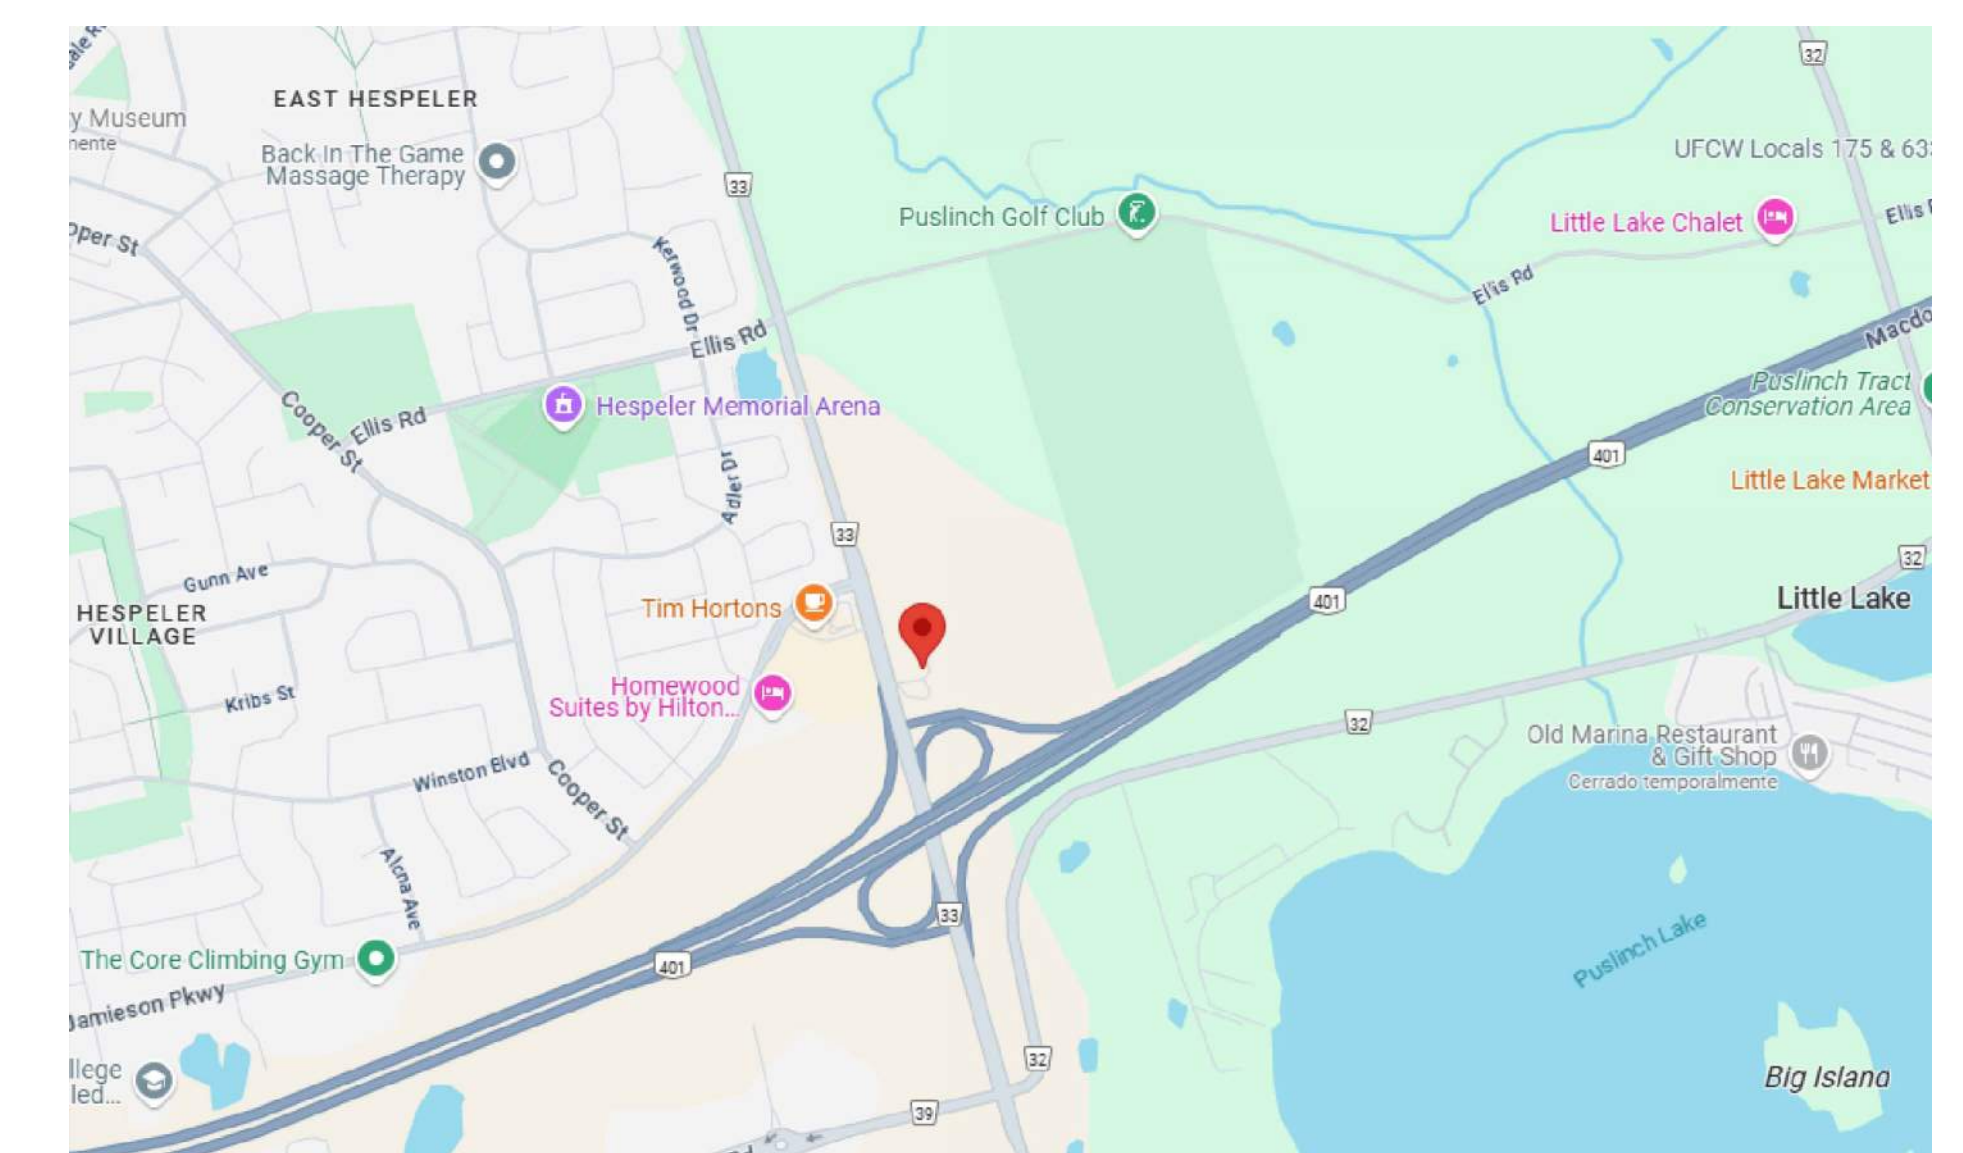 EAST HESPELER
y Museum
Back In The Game
Massage Therapy
33
32
UFCW Locals 175 & 63
Puslinch Golf Club
Little Lake Chalet
Ellis
Kerwood Dr
Ellis Rd
Ellis Rd
Macdo
Puslinch Tract
Conservation Area
Hespeler Memorial Arena
Cooper St
Ellis Rd
401
Little Lake Market
Adler Dr
33
32
Gunn Ave
HESPELER
VILLAGE
Tim Hortons
401
Little Lake
Kribs St
Homewood
Suites by Hilton...
32
Old Marina Restaurant
& Gift Shop
Cerrado temporalmente
Winston Blvd
Cooper St
Alcna Ave
33
The Core Climbing Gym
401
Puslinch Lake
Jamieson Pkwy
32
llege
led...
Big Island
39